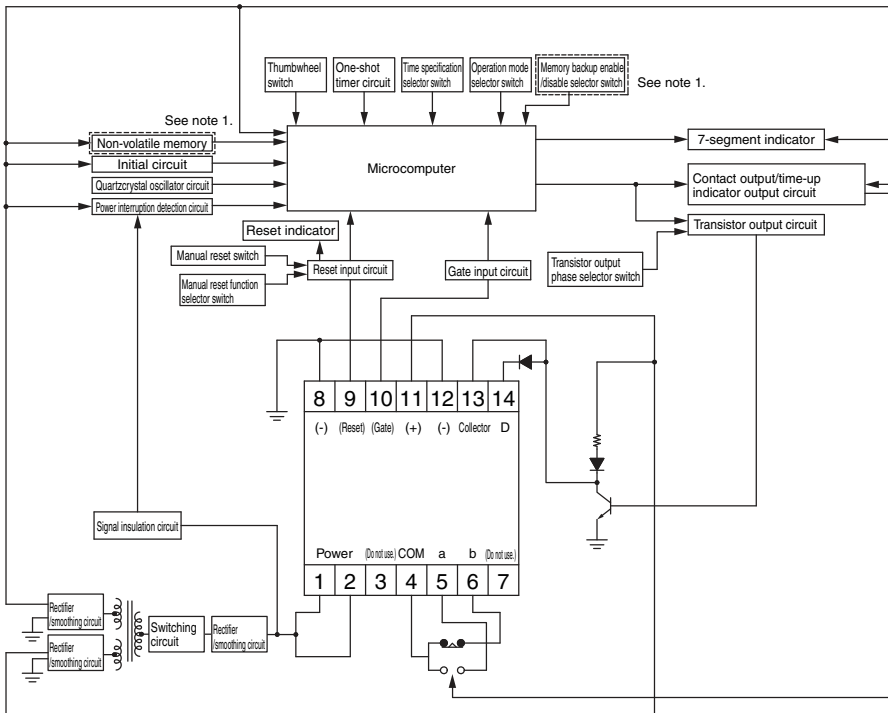 Thumbwheel
switch
One-shot
timer circuit
Time specification
selector switch
Operation mode
selector switch
Memory backup enable
/disable selector switch
See note 1.
See note 1.
Non-volatile memory
Initial circuit
Quartzcrystal oscillator circuit
Power interruption detection circuit
Microcomputer
7-segment indicator
Contact output/time-up
indicator output circuit
Transistor output circuit
Reset indicator
Manual reset switch
Reset input circuit
Manual reset function
selector switch
Gate input circuit
Transistor output
phase selector switch
8 9 10 11 12 13 14
(-) (Reset) (Gate) (+) (-) Collector D
Signal insulation circuit
Power (Do not use.) COM a b (Do not use.)
1 2 3 4 5 6 7
Rectifier
/smoothing circuit
Switching
circuit
Rectifier
/smoothing circuit
Rectifier
/smoothing circuit